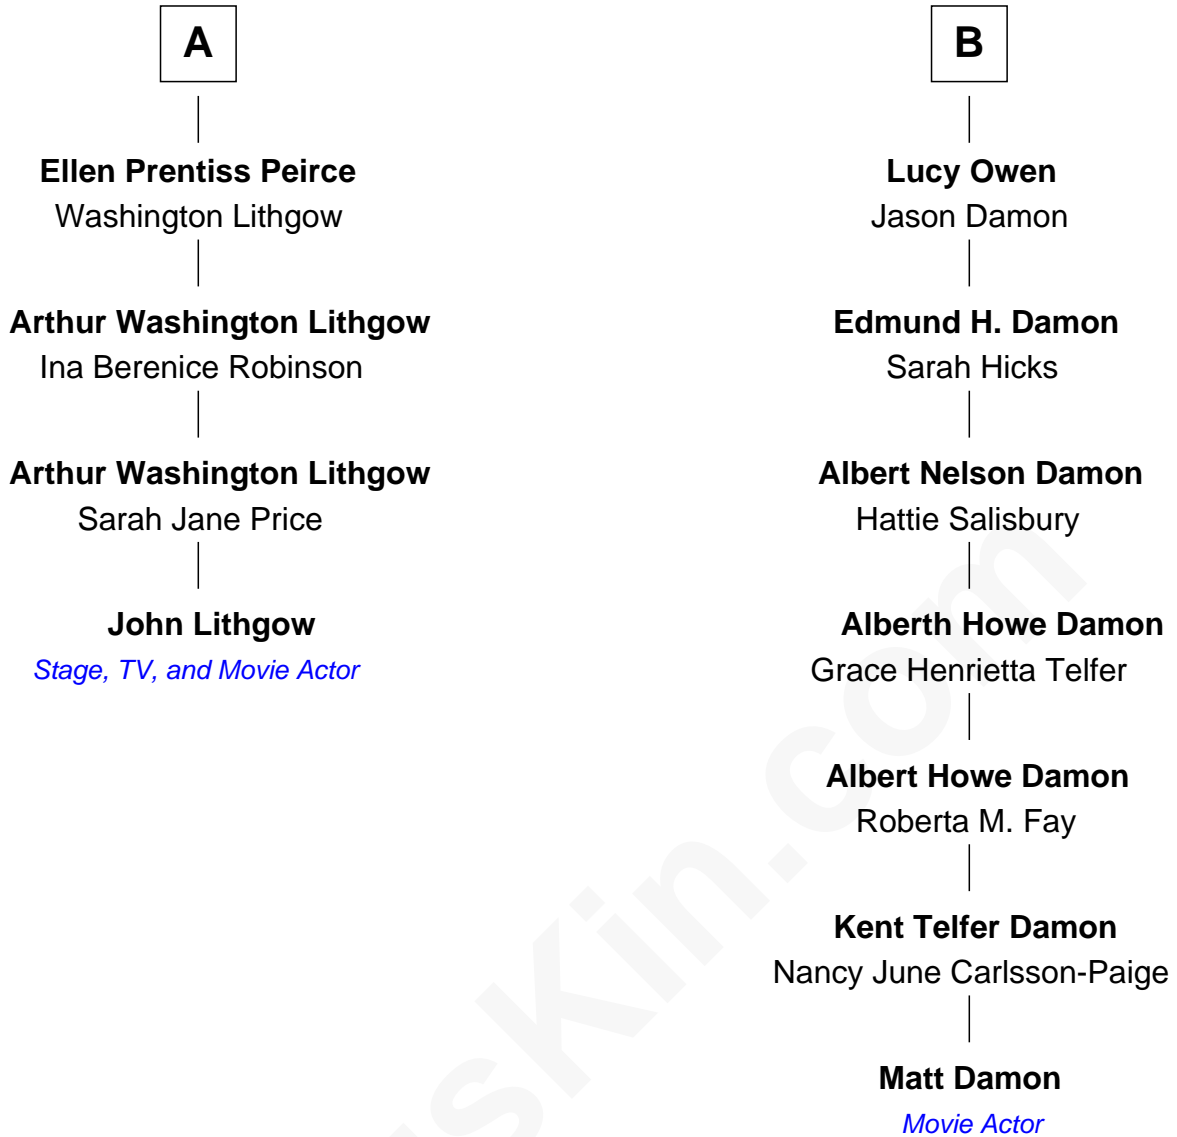 A
Ellen Prentiss Peirce
Washington Lithgow
Arthur Washington Lithgow
Ina Berenice Robinson
Arthur Washington Lithgow
Sarah Jane Price
John Lithgow
Stage, TV, and Movie Actor
B
Lucy Owen
Jason Damon
Edmund H. Damon
Sarah Hicks
Albert Nelson Damon
Hattie Salisbury
Alberth Howe Damon
Grace Henrietta Telfer
Albert Howe Damon
Roberta M. Fay
Kent Telfer Damon
Nancy June Carlsson-Paige
Matt Damon
Movie Actor
sKin.com